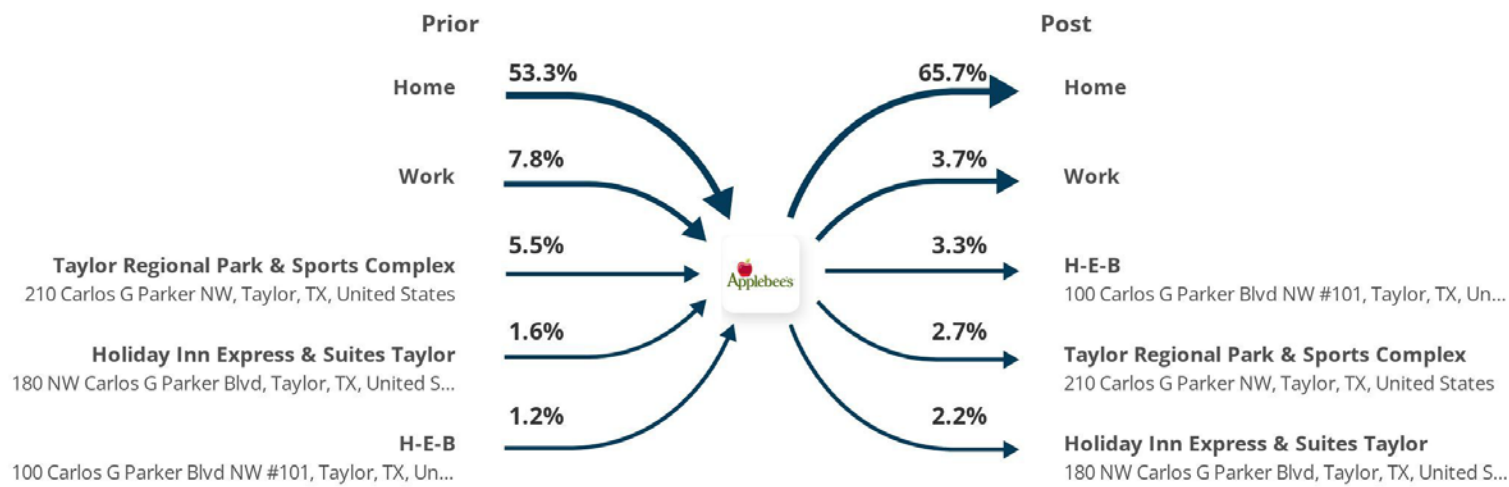 Prior
Post
Home
53.3%
65.7%
Home
Work
7.8%
3.7%
Work
Taylor Regional Park & Sports Complex
210 Carlos G Parker NW, Taylor, TX, United States
5.5%
3.3%
H-E-B
100 Carlos G Parker Blvd NW #101, Taylor, TX, Un...
Applebee's
Holiday Inn Express & Suites Taylor
180 NW Carlos G Parker Blvd, Taylor, TX, United S...
1.6%
2.7%
Taylor Regional Park & Sports Complex
210 Carlos G Parker NW, Taylor, TX, United States
H-E-B
100 Carlos G Parker Blvd NW #101, Taylor, TX, Un...
1.2%
2.2%
Holiday Inn Express & Suites Taylor
180 NW Carlos G Parker Blvd, Taylor, TX, United S...